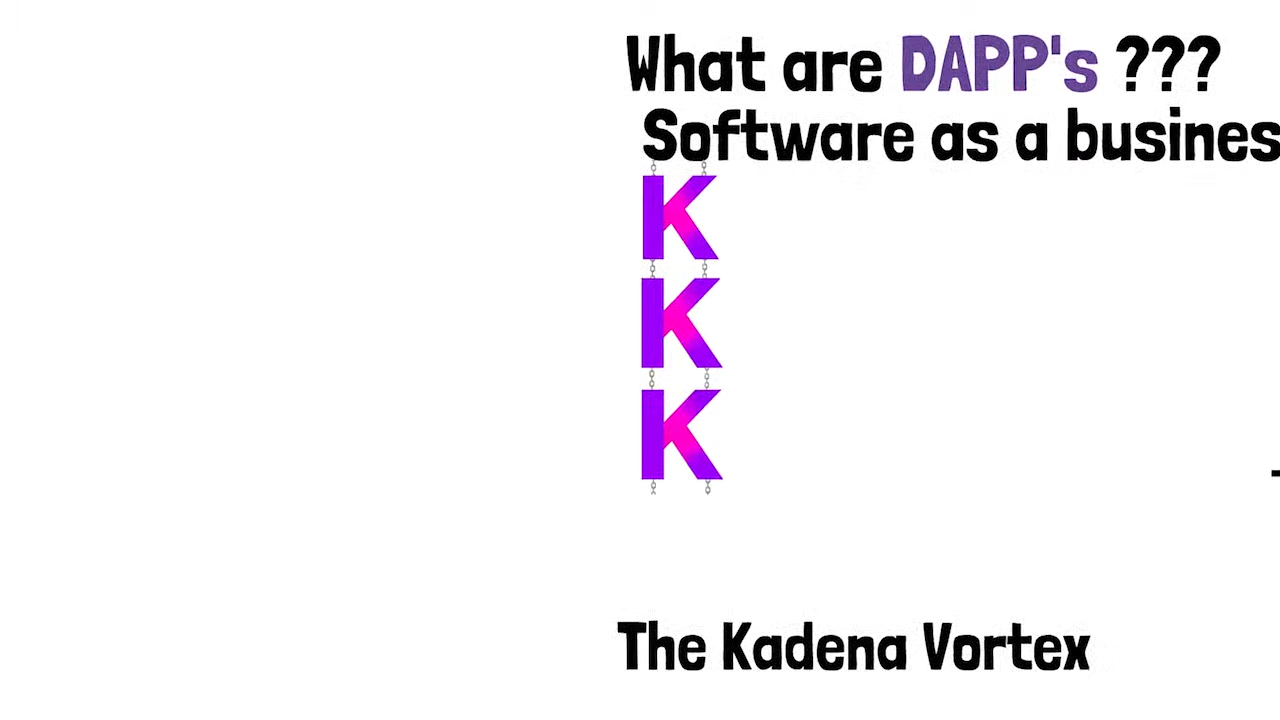 What are DAPP's ???
Software as a busines
K
K
K
The Kadena Vortex